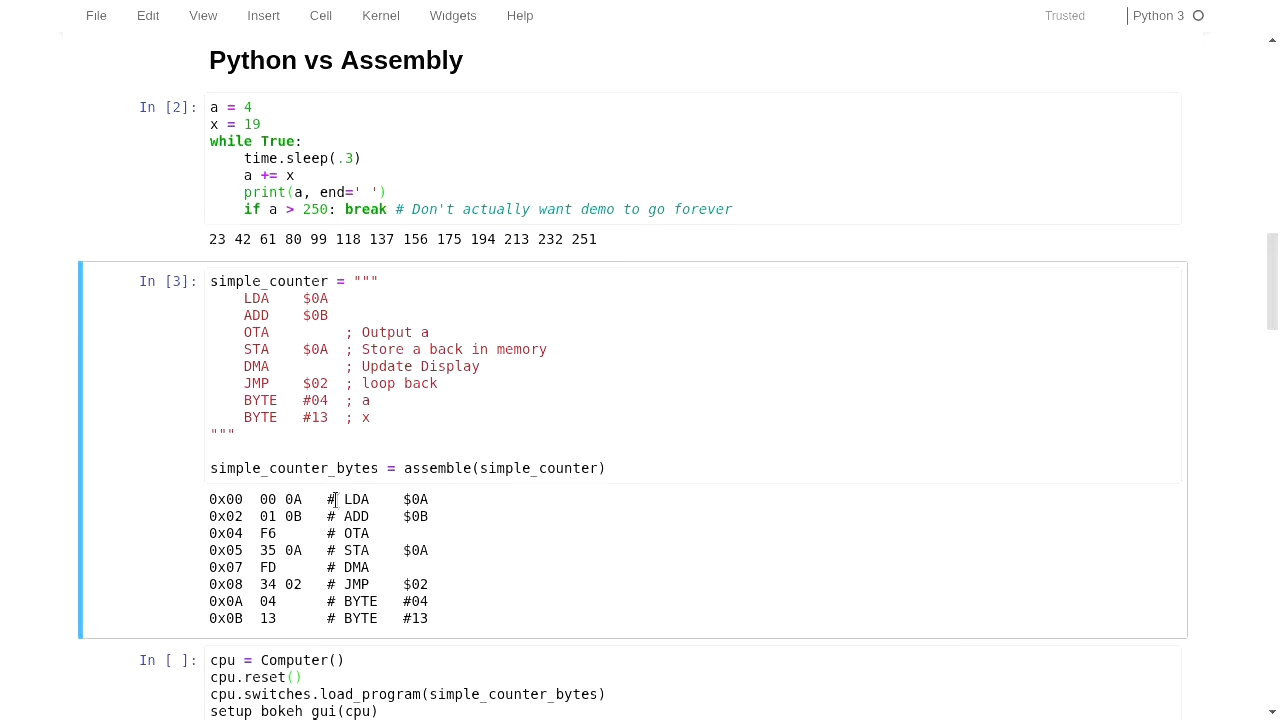 File Edit View Insert Cell Kernel Widgets Help Trusted Python 3
Python vs Assembly
In [2]: a = 4
x = 19
while True:
    time.sleep(.3)
    a += x
    print(a, end=' ')
    if a > 250: break # Don't actually want demo to go forever
23 42 61 80 99 118 137 156 175 194 213 232 251
In [3]: simple_counter = """
    LDA    $0A
    ADD    $0B
    OTA         ; Output a
    STA    $0A  ; Store a back in memory
    DMA         ; Update Display
    JMP    $02  ; loop back
    BYTE   #04  ; a
    BYTE   #13  ; x
"""
simple_counter_bytes = assemble(simple_counter)
0x00  00 0A   # LDA    $0A
0x02  01 0B   # ADD    $0B
0x04  F6      # OTA
0x05  35 0A   # STA    $0A
0x07  FD      # DMA
0x08  34 02   # JMP    $02
0x0A  04      # BYTE   #04
0x0B  13      # BYTE   #13
In [ ]: cpu = Computer()
cpu.reset()
cpu.switches.load_program(simple_counter_bytes)
setup_bokeh_gui(cpu)